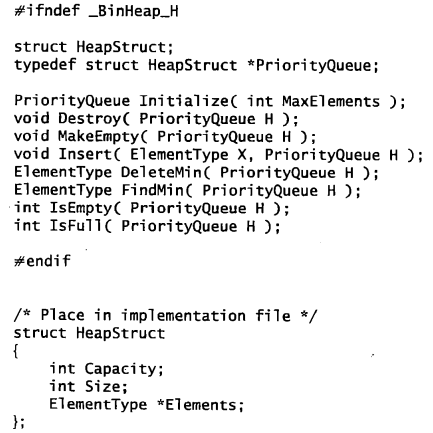 #ifndef _BinHeap_H
struct HeapStruct;
typedef struct HeapStruct *PriorityQueue;
PriorityQueue Initialize( int MaxElements );
void Destroy( PriorityQueue H );
void MakeEmpty( PriorityQueue H );
void Insert( ElementType X, PriorityQueue H );
ElementType DeleteMin( PriorityQueue H );
ElementType FindMin( PriorityQueue H );
int IsEmpty( PriorityQueue H );
int IsFull( PriorityQueue H );
#endif
/* Place in implementation file */
struct HeapStruct
{
    int Capacity;
    int Size;
    ElementType *Elements;
};